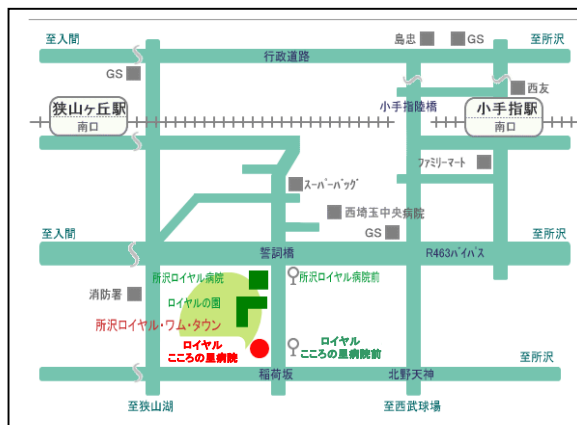 至入間
行政道路
島忠
GS
至所沢
GS
西友
狭山ヶ丘駅
南口
小手指陸橋
小手指駅
南口
ファミリーマート
スーパーバッグ
西埼玉中央病院
GS
至入間
誓詞橋
R463バイパス
至所沢
所沢ロイヤル病院
所沢ロイヤル病院前
消防署
ロイヤルの園
所沢ロイヤル・ワム・タウン
ロイヤル
こころの里病院
ロイヤル
こころの里病院前
至所沢
稲荷坂
北野天神
至狭山湖
至西武球場